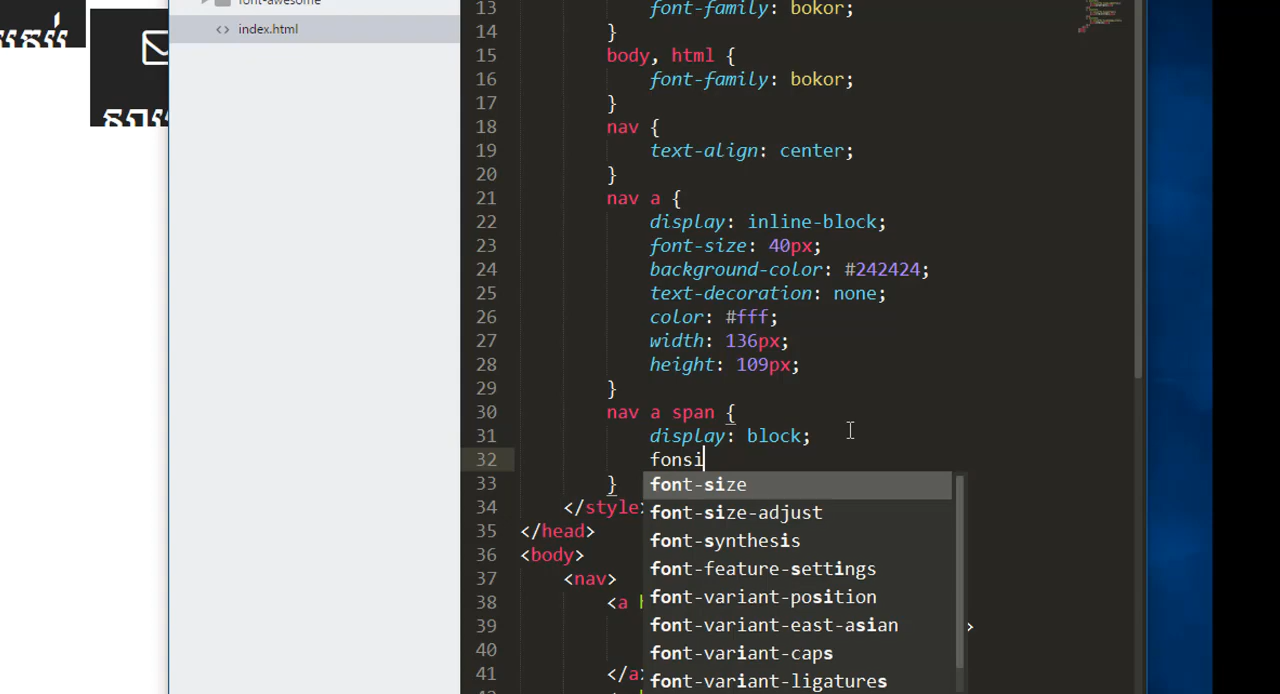 font-awesome
index.html
13 font-family: bokor;
14 }
15 body, html {
16 font-family: bokor;
17 }
18 nav {
19 text-align: center;
20 }
21 nav a {
22 display: inline-block;
23 font-size: 40px;
24 background-color: #242424;
25 text-decoration: none;
26 color: #fff;
27 width: 136px;
28 height: 109px;
29 }
30 nav a span {
31 display: block;
32 fonsi
33 }
font-size
34 </style>
font-size-adjust
35 </head>
font-synthesis
36 <body>
font-feature-settings
37 <nav>
font-variant-position
38 <a h
font-variant-east-asian
39 >
40
font-variant-caps
41 </a>
font-variant-ligatures